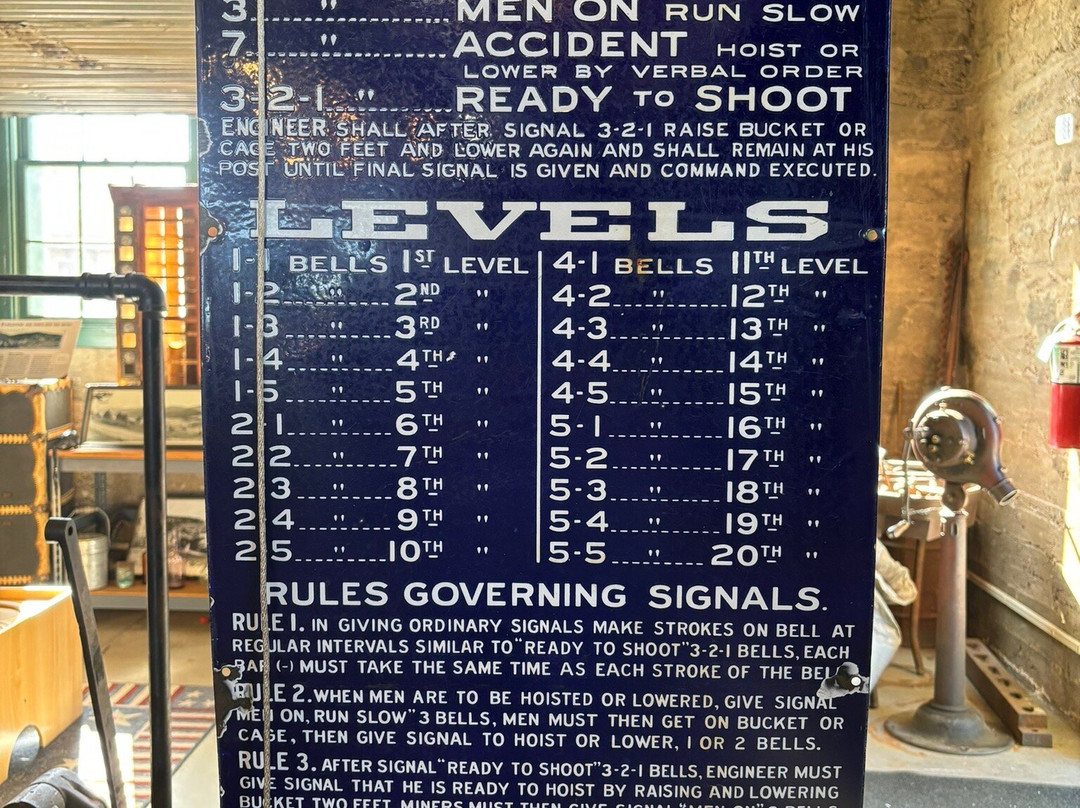 3 " MEN ON RUN SLOW
7 " ACCIDENT HOIST OR
LOWER BY VERBAL ORDER
3-2-1 " READY TO SHOOT
ENGINEER SHALL AFTER SIGNAL 3-2-1 RAISE BUCKET OR
CAGE TWO FEET AND LOWER AGAIN AND SHALL REMAIN AT HIS
POST UNTIL FINAL SIGNAL IS GIVEN AND COMMAND EXECUTED.
LEVELS
1-1 BELLS 1ST LEVEL
1-2 " 2ND "
1-3 " 3RD "
1-4 " 4TH "
1-5 " 5TH "
2-1 " 6TH "
2-2 " 7TH "
2-3 " 8TH "
2-4 " 9TH "
2-5 " 10TH "
4-1 BELLS 11TH LEVEL
4-2 " 12TH "
4-3 " 13TH "
4-4 " 14TH "
4-5 " 15TH "
5-1 " 16TH "
5-2 " 17TH "
5-3 " 18TH "
5-4 " 19TH "
5-5 " 20TH "
RULES GOVERNING SIGNALS.
RULE 1. IN GIVING ORDINARY SIGNALS MAKE STROKES ON BELL AT
REGULAR INTERVALS SIMILAR TO "READY TO SHOOT" 3-2-1 BELLS, EACH
BAR (-) MUST TAKE THE SAME TIME AS EACH STROKE OF THE BELL
RULE 2. WHEN MEN ARE TO BE HOISTED OR LOWERED, GIVE SIGNAL
MEN ON, RUN SLOW" 3 BELLS, MEN MUST THEN GET ON BUCKET OR
CAGE, THEN GIVE SIGNAL TO HOIST OR LOWER, 1 OR 2 BELLS.
RULE 3. AFTER SIGNAL "READY TO SHOOT" 3-2-1 BELLS, ENGINEER MUST
GIVE SIGNAL THAT HE IS READY TO HOIST BY RAISING AND LOWERING
BUCKET TWO FEET. MINERS MUST THEN GIVE SIGNAL "MEN ON" 3 BELLS